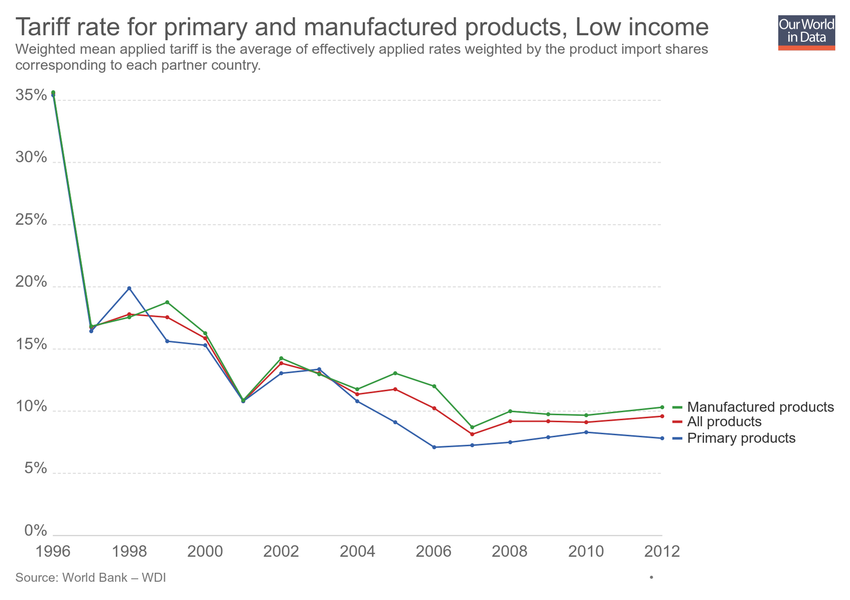 Tariff rate for primary and manufactured products, Low income
Our World
in Data
Weighted mean applied tariff is the average of effectively applied rates weighted by the product import shares
corresponding to each partner country.
35%
30%
25%
20%
15%
10%
5%
0%
Manufactured products
All products
Primary products
1996 1998 2000 2002 2004 2006 2008 2010 2012
Source: World Bank – WDI